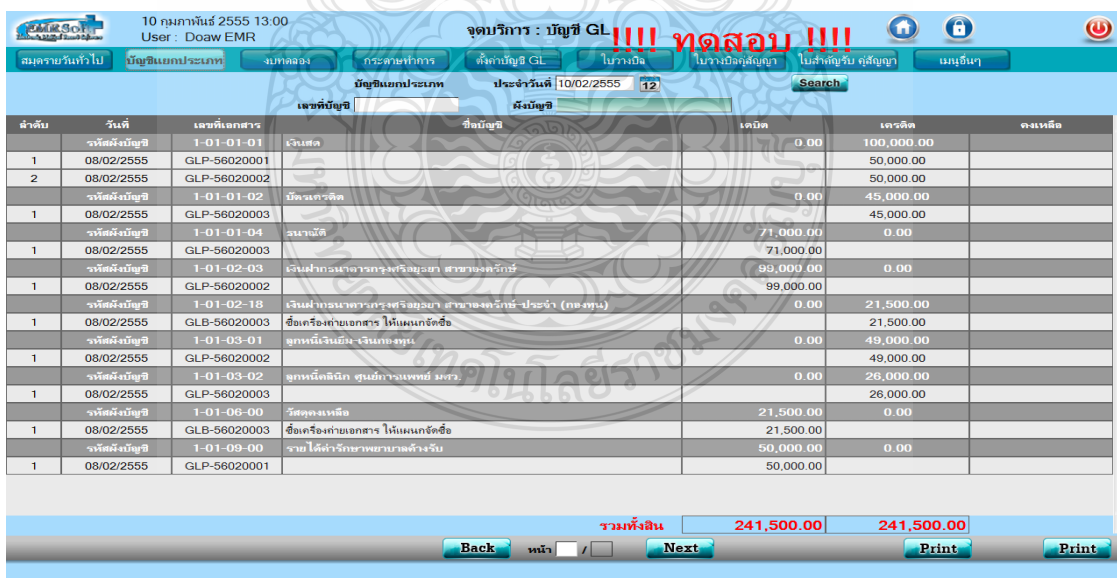 EMRSoft 10 กุมภาพันธ์ 2555 13:00 จุดบริการ : บัญชี GL !!!! ทดสอบ !!!!
User : Doaw EMR
สมุดรายวันทั่วไป บัญชีแยกประเภท งบทดลอง กระดาษทำการ ตั้งค่าบัญชี GL ใบวางบิล ใบวางบิลคู่สัญญา ใบสำคัญรับ คู่สัญญา เมนูอื่นๆ
บัญชีแยกประเภท ประจำวันที่ 10/02/2555 12 Search
เลขที่บัญชี ผังบัญชี
ลำดับ วันที่ เลขที่เอกสาร ชื่อบัญชี เดบิต เครดิต คงเหลือ
รหัสผังบัญชี 1-01-01-01 เงินสด 0.00 100,000.00
1 08/02/2555 GLP-56020001 50,000.00
2 08/02/2555 GLP-56020002 50,000.00
รหัสผังบัญชี 1-01-01-02 บัตรเครดิต 0.00 45,000.00
1 08/02/2555 GLP-56020003 45,000.00
รหัสผังบัญชี 1-01-01-04 ธนาณัติ 71,000.00 0.00
1 08/02/2555 GLP-56020003 71,000.00
รหัสผังบัญชี 1-01-02-03 เงินฝากธนาคารกรุงศรีอยุธยา สาขาองครักษ์ 99,000.00 0.00
1 08/02/2555 GLP-56020002 99,000.00
รหัสผังบัญชี 1-01-02-18 เงินฝากธนาคารกรุงศรีอยุธยา สาขาองครักษ์-ประจำ (กองทุน) 0.00 21,500.00
1 08/02/2555 GLB-56020003 ซื้อเครื่องถ่ายเอกสาร ให้แผนกจัดซื้อ 21,500.00
รหัสผังบัญชี 1-01-03-01 ลูกหนี้เงินยืม-เงินกองทุน 0.00 49,000.00
1 08/02/2555 GLP-56020002 49,000.00
รหัสผังบัญชี 1-01-03-02 ลูกหนี้คลินิก ศูนย์การแพทย์ มศว. 0.00 26,000.00
1 08/02/2555 GLP-56020003 26,000.00
รหัสผังบัญชี 1-01-06-00 วัสดุคงเหลือ 21,500.00 0.00
1 08/02/2555 GLB-56020003 ซื้อเครื่องถ่ายเอกสาร ให้แผนกจัดซื้อ 21,500.00
รหัสผังบัญชี 1-01-09-00 รายได้ค่ารักษาพยาบาลค้างรับ 50,000.00 0.00
1 08/02/2555 GLP-56020001 50,000.00
รวมทั้งสิน 241,500.00 241,500.00
Back หน้า / Next Print Print
มหาวิทยาลัยเทคโนโลยีราชมงคลธัญบุรี